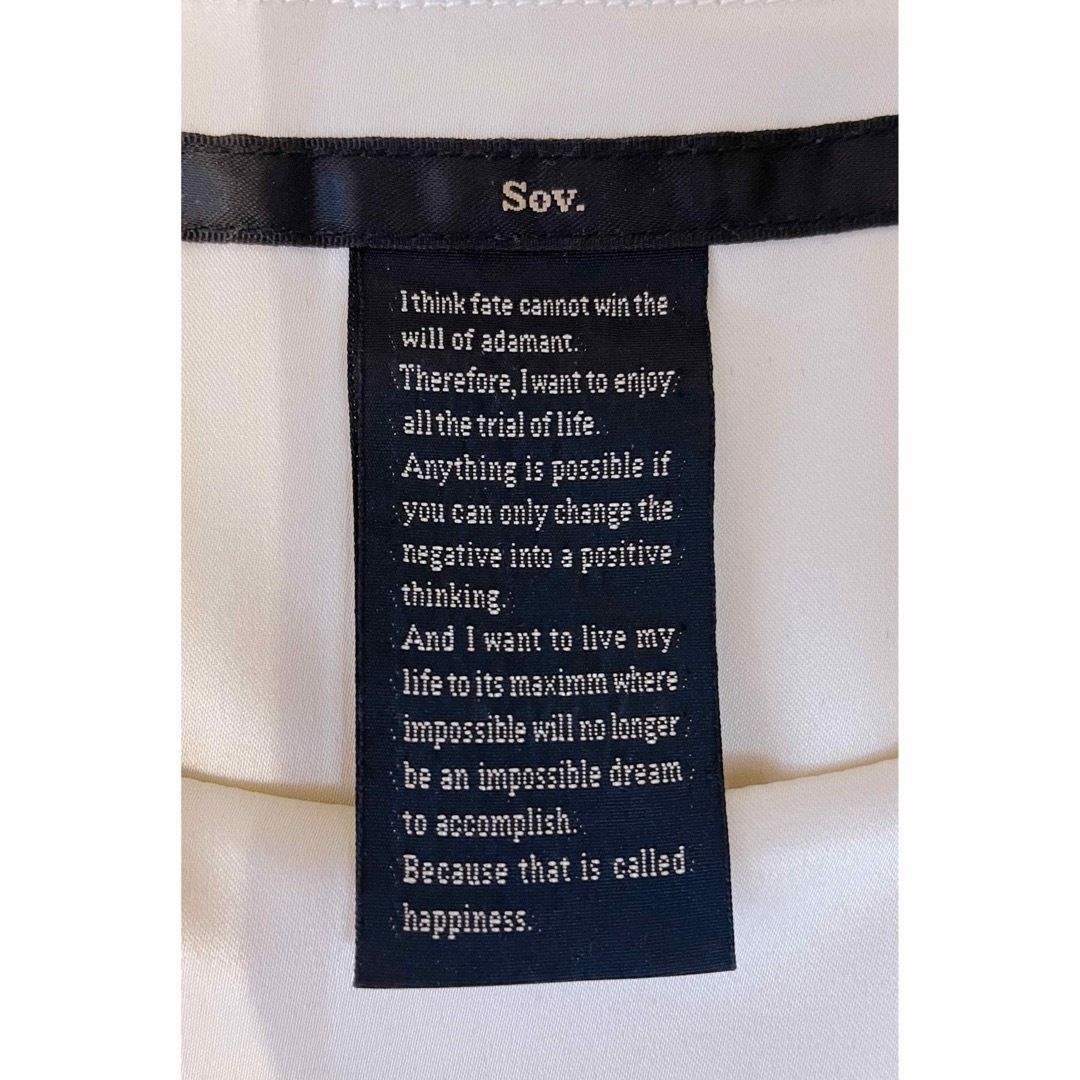 Sov.
I think fate cannot win the
will of adamant.
Therefore, I want to enjoy
all the trial of life.
Anything is possible if
you can only change the
negative into a positive
thinking.
And I want to live my
life to its maximm where
impossible will no longer
be an impossible dream
to accomplish.
Because that is called
happiness.